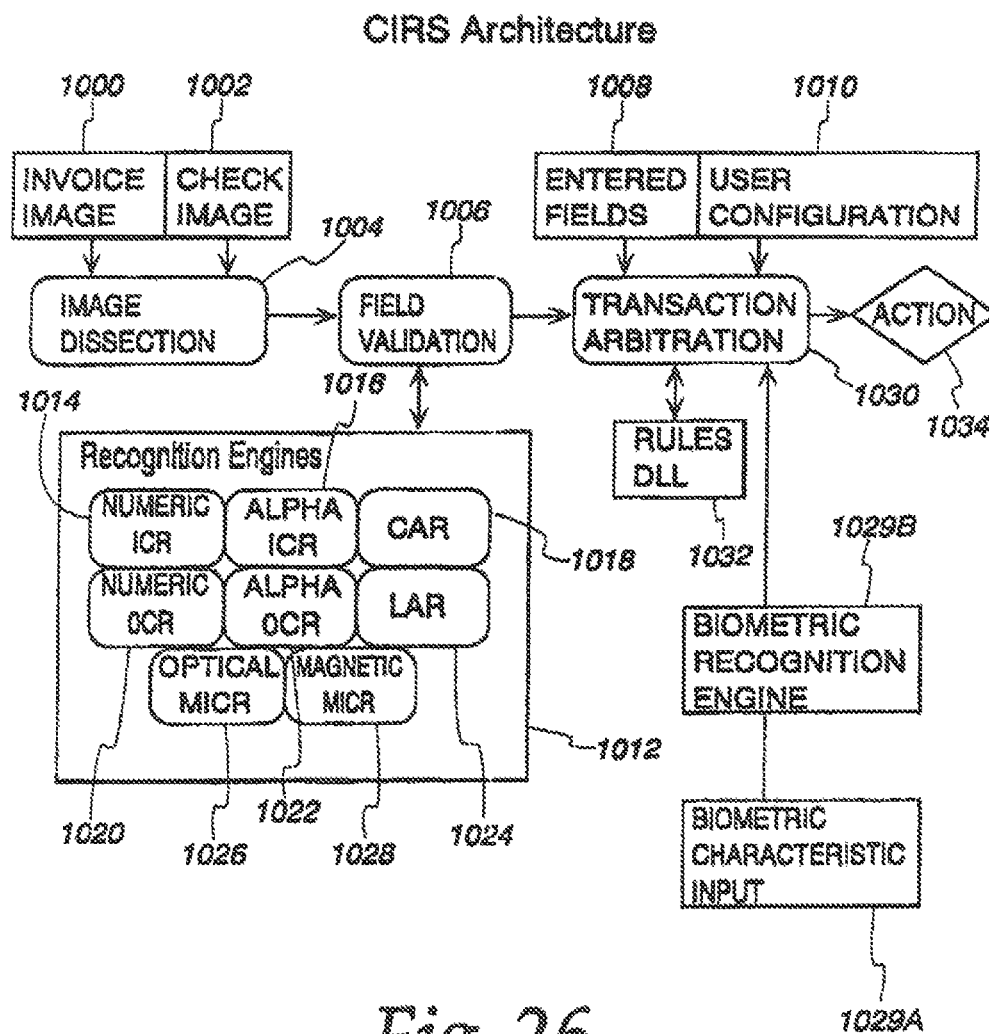 CIRS Architecture
1000
1002
1008
1010
INVOICE IMAGE
CHECK IMAGE
ENTERED FIELDS
USER CONFIGURATION
1004
1006
IMAGE DISSECTION
FIELD VALIDATION
TRANSACTION ARBITRATION
ACTION
1014
1016
1030
1034
Recognition Engines
RULES DLL
NUMERIC ICR
ALPHA ICR
CAR
1018
1032
1029B
NUMERIC OCR
ALPHA OCR
LAR
BIOMETRIC RECOGNITION ENGINE
OPTICAL MICR
MAGNETIC MICR
1012
1020
1026
1022
1028
1024
BIOMETRIC CHARACTERISTIC INPUT
Fig. 26
1029A